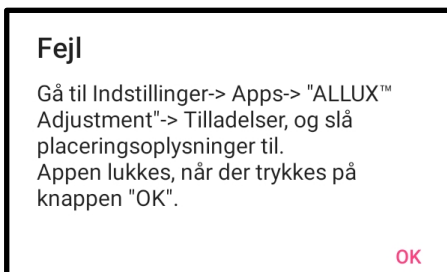 Fejl
Gå til Indstillinger-> Apps-> "ALLUX™
Adjustment"-> Tilladelser, og slå
placeringsoplysninger til.
Appen lukkes, når der trykkes på
knappen "OK".
OK